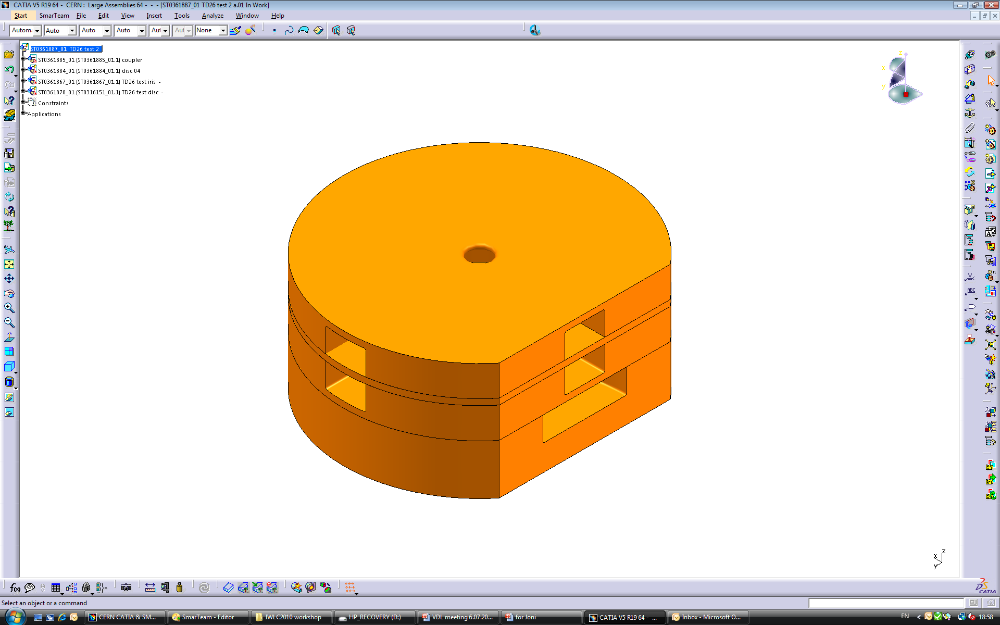 CATIA V5 R19 64 - CERN : Large Assemblies 64 - - - [ST0361887_01 TD26 test 2 a.01 In Work]
Start SmarTeam File Edit View Insert Tools Analyze Window Help
Automa Auto Auto Auto Aut Aut None
ST0361887_01 TD26 test 2
ST0361885_01 (ST0361885_01.1) coupler
ST0361884_01 (ST0361884_01.1) disc 04
ST0361867_01 (ST0361867_01.1) TD26 test iris -
ST0361870_01 (ST0316151_01.1) TD26 test disc -
Constraints
Applications
z
x
y
ABC
z
x
y
f(x)
CATIA
Select an object or a command
CERN CATIA & SM... SmarTeam - Editor IWLC2010 workshop HP_RECOVERY (D:) VDL meeting 6.07.20... for Joni CATIA V5 R19 64 - ... Inbox - Microsoft O... EN < 18:58